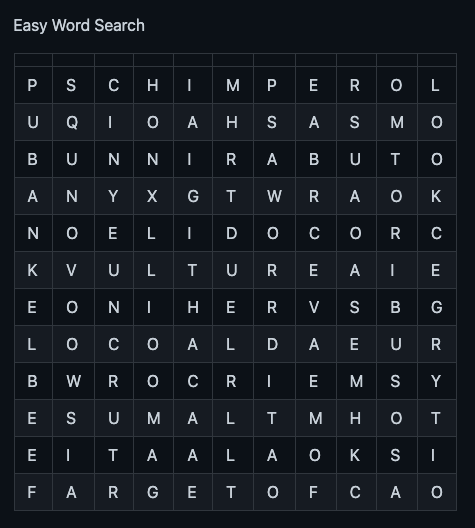 Easy Word Search
P S C H I M P E R O L
U Q I O A H S A S M O
B U N N I R A B U T O
A N Y X G T W R A O K
N O E L I D O C O R C
K V U L T U R E A I E
E O N I H E R V S B G
L O C O A L D A E U R
B W R O C R I E M S Y
E S U M A L T M H O T
E I T A A L A O K S I
F A R G E T O F C A O